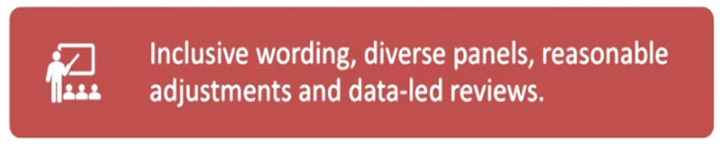 Inclusive wording, diverse panels, reasonable
adjustments and data-led reviews.